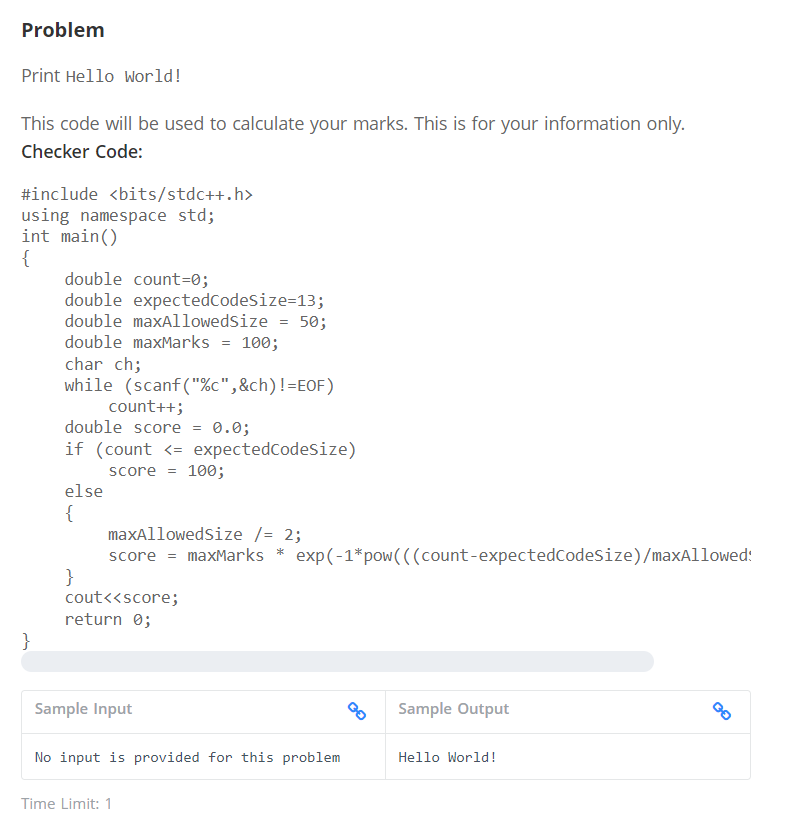 Problem
Print Hello World!
This code will be used to calculate your marks. This is for your information only.
Checker Code:
#include <bits/stdc++.h>
using namespace std;
int main()
{
    double count=0;
    double expectedCodeSize=13;
    double maxAllowedSize = 50;
    double maxMarks = 100;
    char ch;
    while (scanf("%c",&ch)!=EOF)
        count++;
    double score = 0.0;
    if (count <= expectedCodeSize)
        score = 100;
    else
    {
        maxAllowedSize /= 2;
        score = maxMarks * exp(-1*pow(((count-expectedCodeSize)/maxAllowed
    }
    cout<<score;
    return 0;
}
Sample Input
Sample Output
No input is provided for this problem
Hello World!
Time Limit: 1